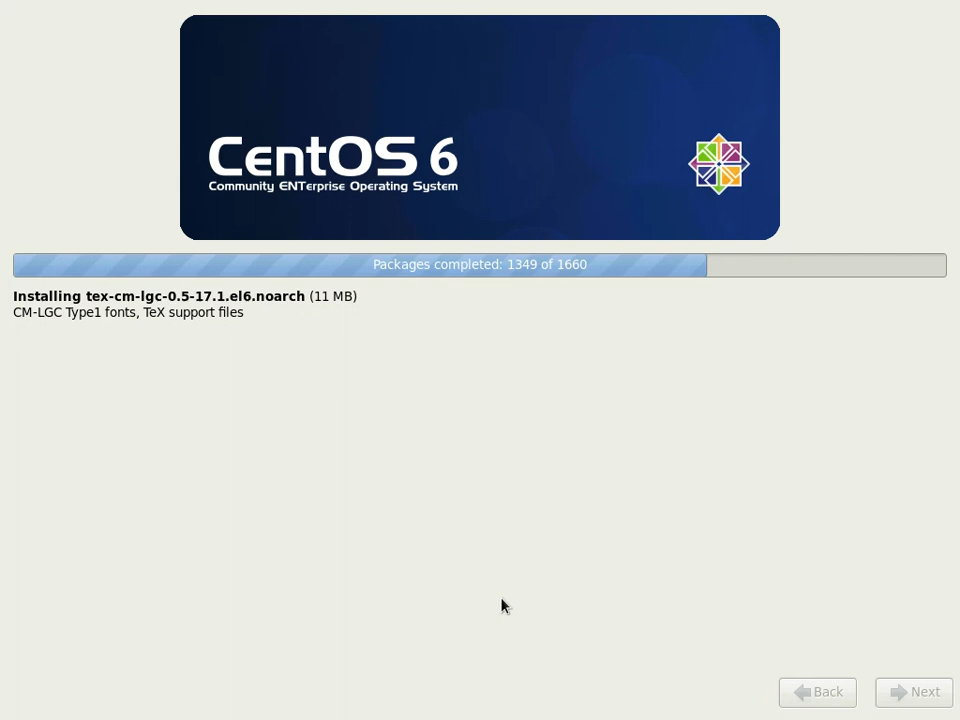 CentOS 6
Community ENTerprise Operating System
Packages completed: 1349 of 1660
Installing tex-cm-lgc-0.5-17.1.el6.noarch (11 MB)
CM-LGC Type1 fonts, TeX support files
Back Next